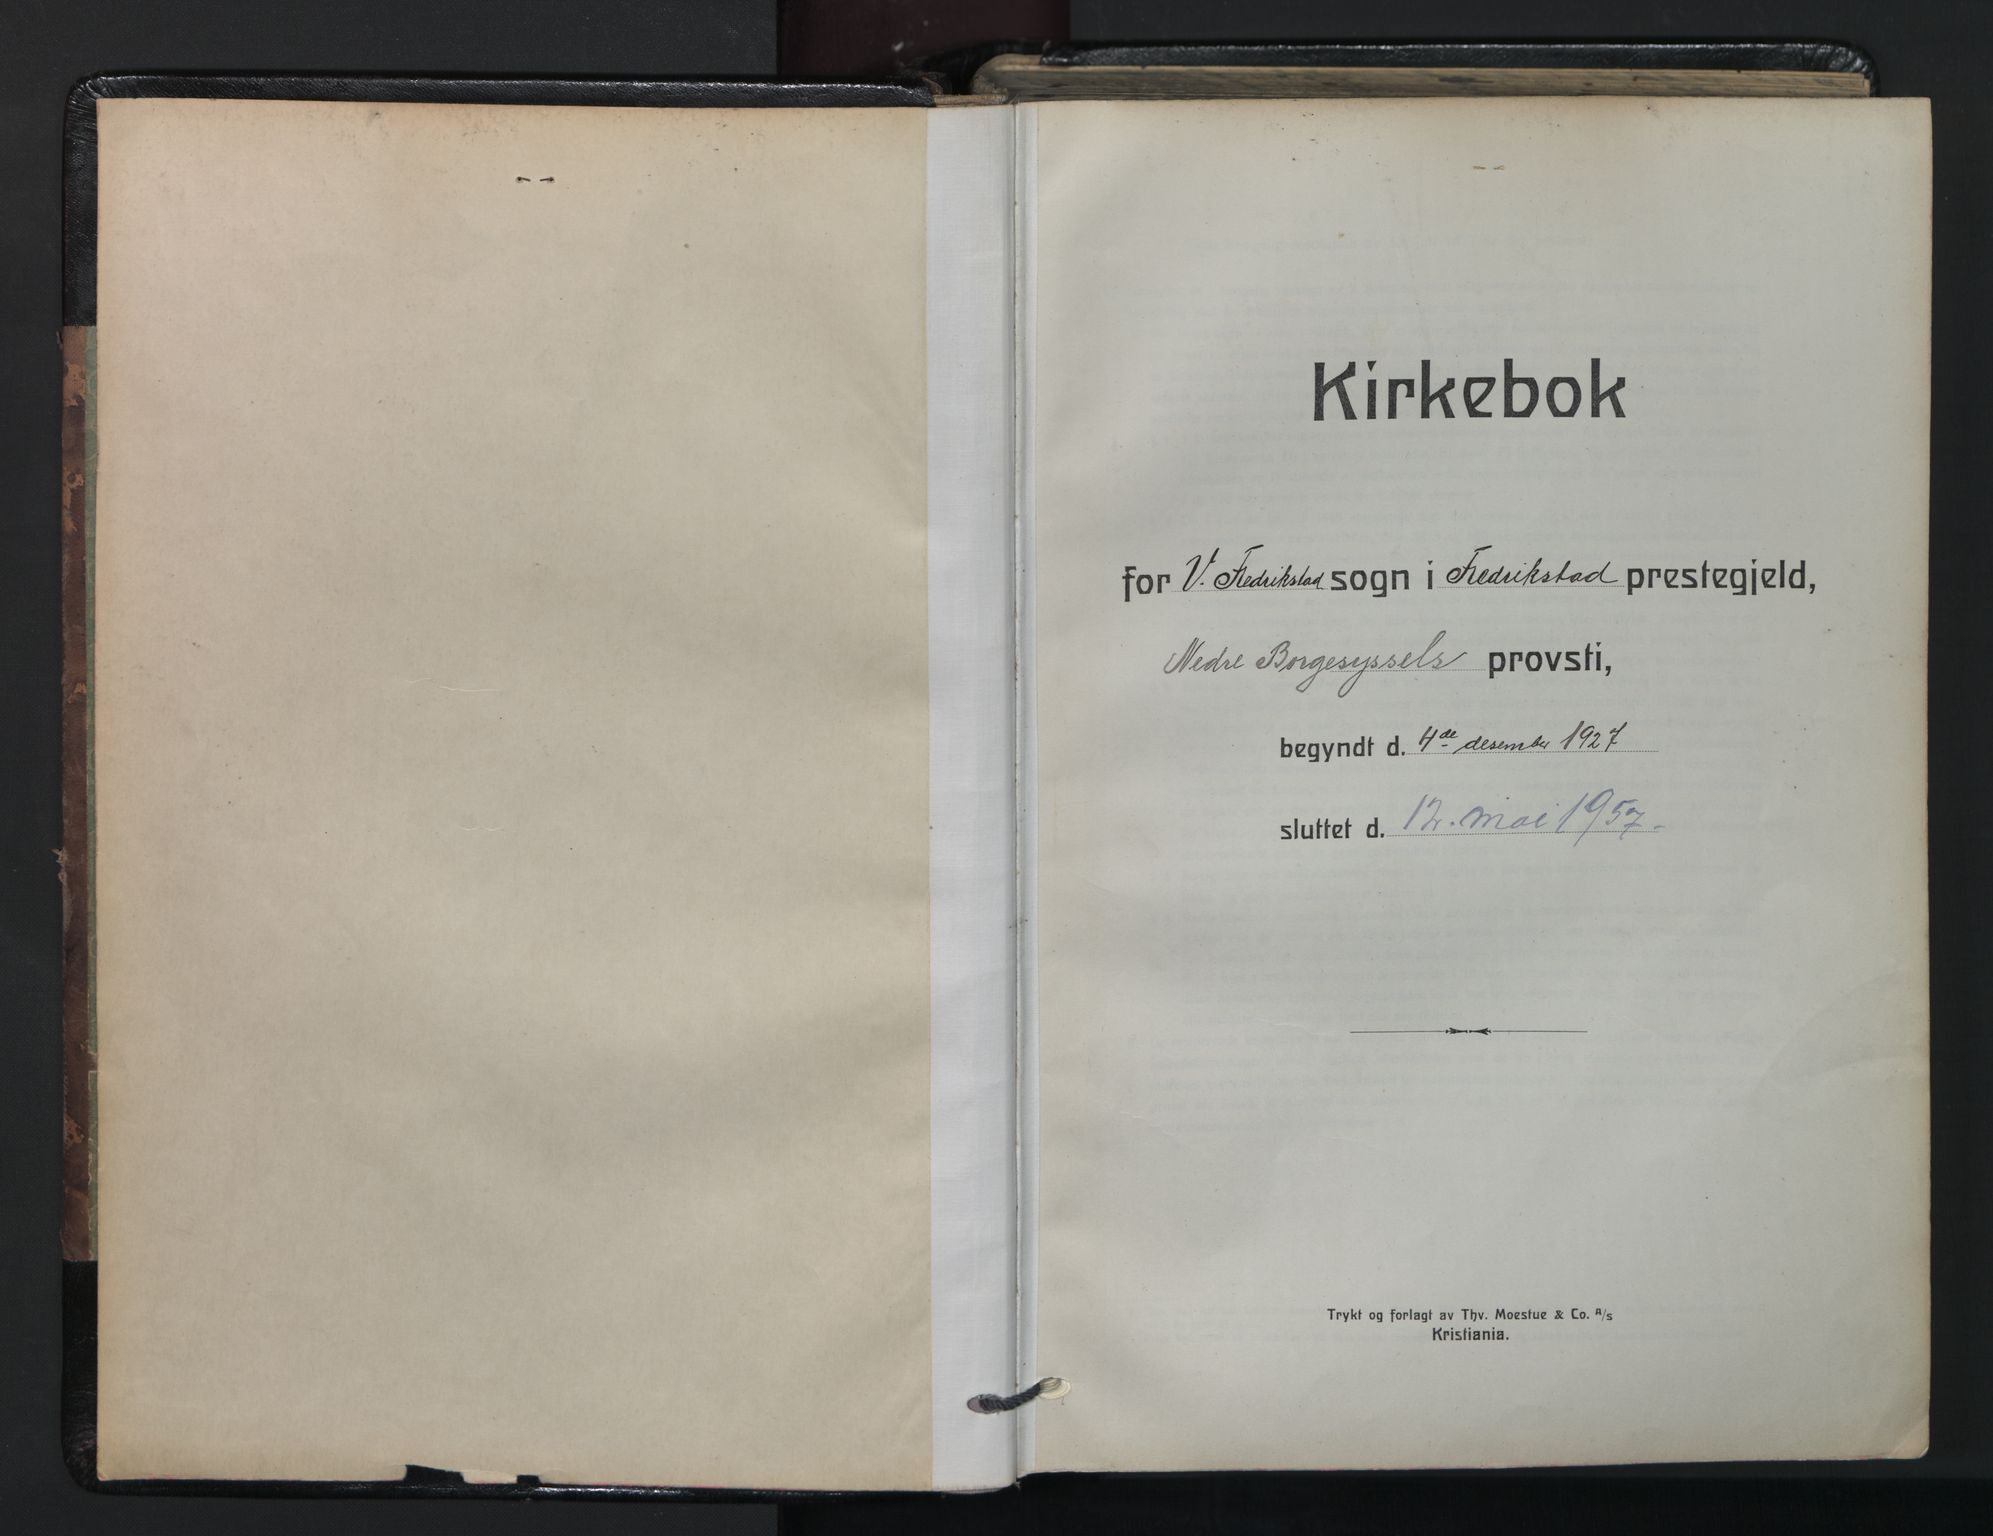 Kirkebok
for V. Fredrikstad sogn i Fredrikstad prestegjeld,
Nedre Borgesyssels provsti,
begyndt d. 4de desember 1927
sluttet d. 12. mai 1957.
Trykt og forlagt av Thv. Moestue & Co. A/s
Kristiania.